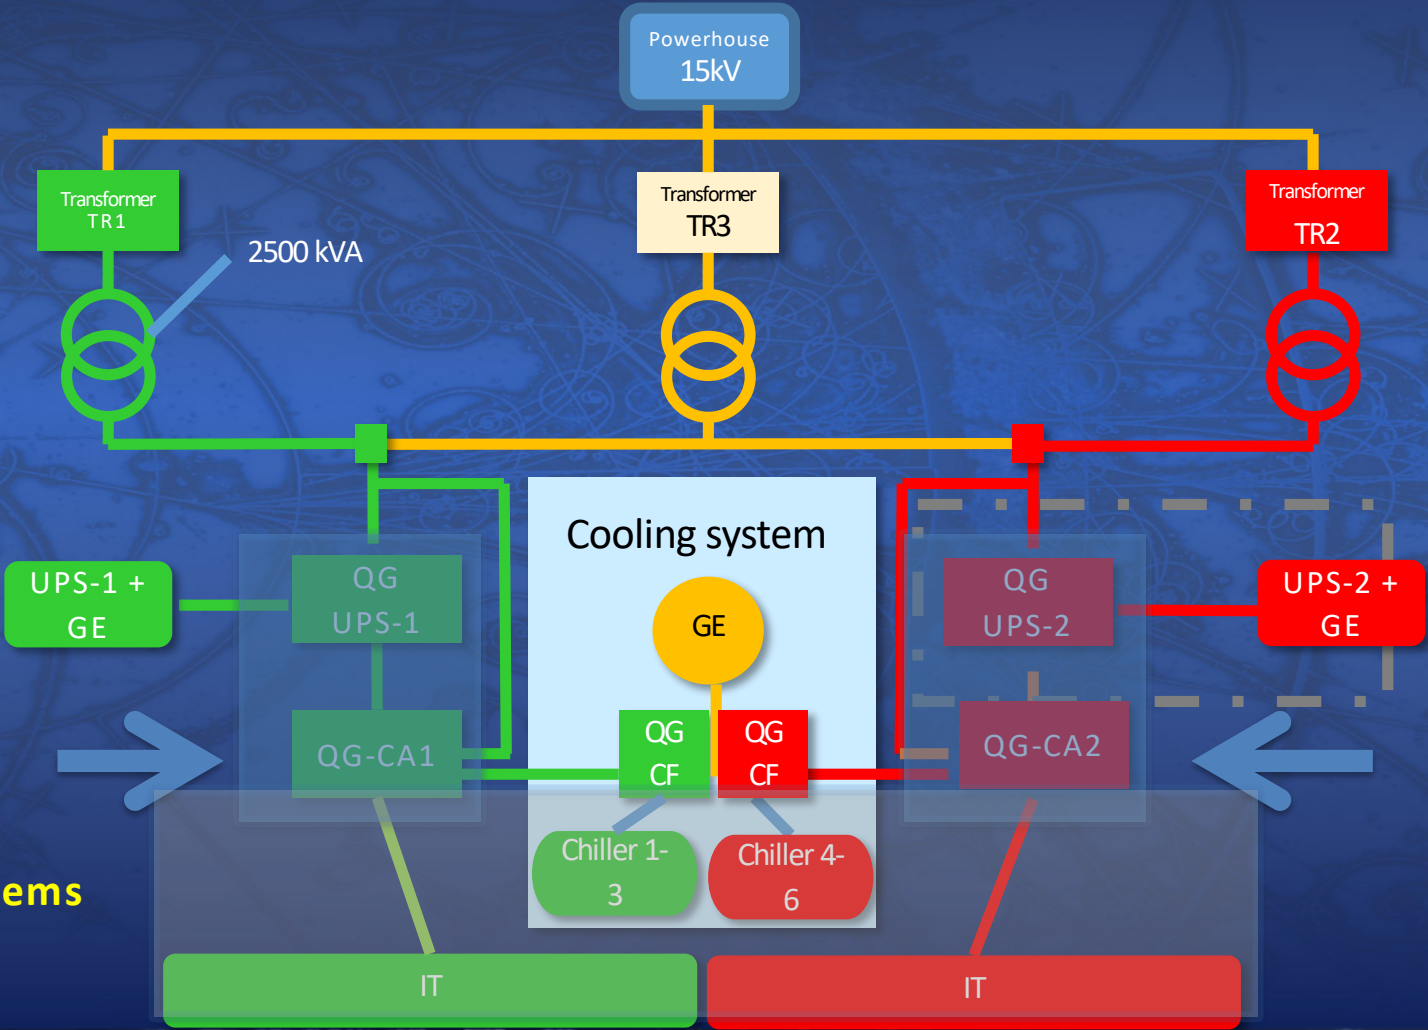 Powerhouse
15kV
Transformer
TR1
Transformer
TR3
Transformer
TR2
2500 kVA
Cooling system
UPS-1 +
GE
QG
UPS-1
GE
QG
UPS-2
UPS-2 +
GE
QG-CA1
QG
CF
QG
CF
QG-CA2
Chiller 1-
3
Chiller 4-
6
ems
IT
IT